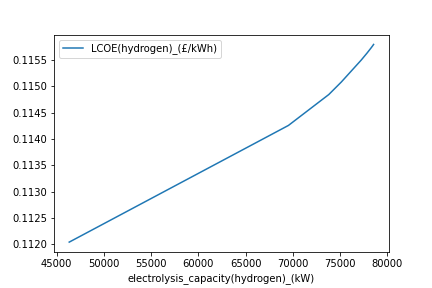 LCOE(hydrogen)_(£/kWh)
0.1155
0.1150
0.1145
0.1140
0.1135
0.1130
0.1125
0.1120
45000 50000 55000 60000 65000 70000 75000 80000
electrolysis_capacity(hydrogen)_(kW)